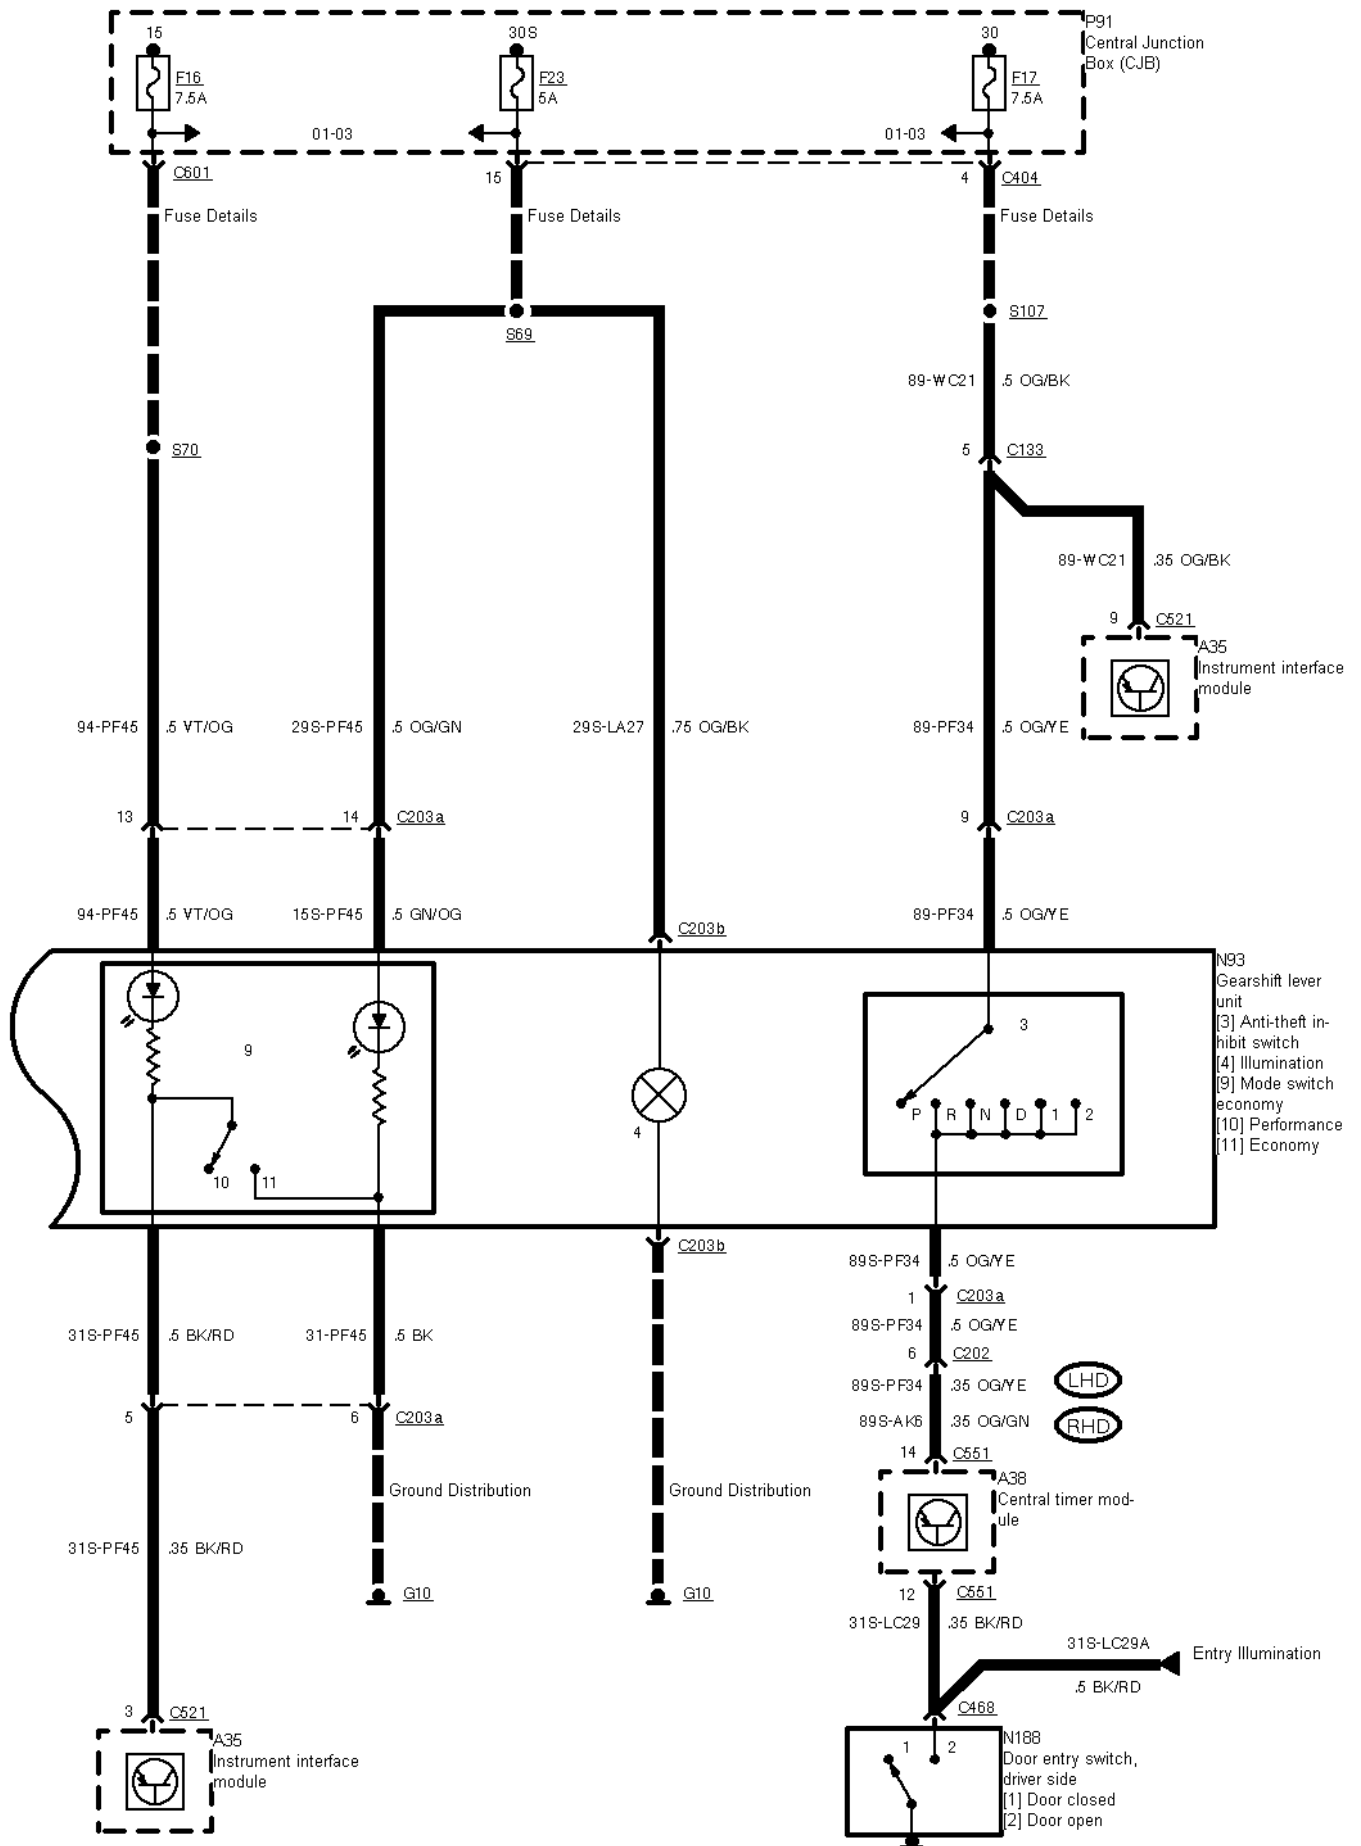 P91
Central Junction
Box (CJB)
15
30S
30
F16
7.5A
F23
5A
F17
7.5A
01-03
01-03
C601
15
4
C404
Fuse Details
Fuse Details
Fuse Details
S69
S107
89-WC21
.5 OG/BK
S70
5
C133
89-WC21
.35 OG/BK
9
C521
A35
Instrument interface
module
94-PF45
.5 VT/OG
29S-PF45
.5 OG/GN
29S-LA27
.75 OG/BK
89-PF34
.5 OG/YE
13
14
C203a
9
C203a
94-PF45
.5 VT/OG
15S-PF45
.5 GN/OG
89-PF34
.5 OG/YE
C203b
N93
Gearshift lever
unit
[3] Anti-theft in-
hibit switch
[4] Illumination
[9] Mode switch
economy
[10] Performance
[11] Economy
9
3
4
P
R
N
D
1
2
10
11
C203b
89S-PF34
.5 OG/YE
1
C203a
31S-PF45
.5 BK/RD
31-PF45
.5 BK
89S-PF34
.5 OG/YE
6
C202
89S-PF34
.35 OG/YE
LHD
5
6
C203a
89S-AK6
.35 OG/GN
RHD
14
C551
A38
Central timer mod-
ule
Ground Distribution
Ground Distribution
31S-PF45
.35 BK/RD
G10
G10
12
C551
31S-LC29
.35 BK/RD
31S-LC29A
Entry Illumination
.5 BK/RD
3
C521
C468
A35
Instrument interface
module
1
2
N188
Door entry switch,
driver side
[1] Door closed
[2] Door open